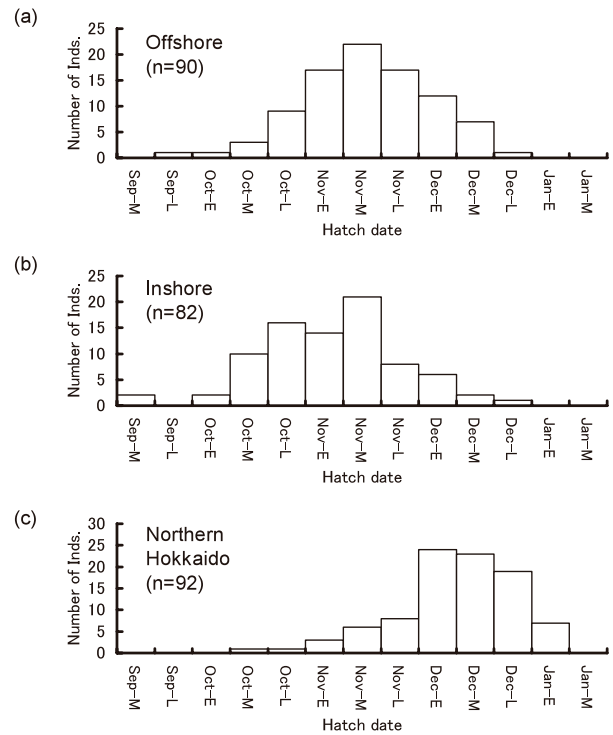 (a)
Offshore
(n=90)
Number of Inds.
25
20
15
10
5
0
Sep-M Sep-L Oct-E Oct-M Oct-L Nov-E Nov-M Nov-L Dec-E Dec-M Dec-L Jan-E Jan-M
Hatch date
(b)
Inshore
(n=82)
Number of Inds.
25
20
15
10
5
0
Sep-M Sep-L Oct-E Oct-M Oct-L Nov-E Nov-M Nov-L Dec-E Dec-M Dec-L Jan-E Jan-M
Hatch date
(c)
Northern
Hokkaido
(n=92)
Number of Inds.
30
25
20
15
10
5
0
Sep-M Sep-L Oct-E Oct-M Oct-L Nov-E Nov-M Nov-L Dec-E Dec-M Dec-L Jan-E Jan-M
Hatch date